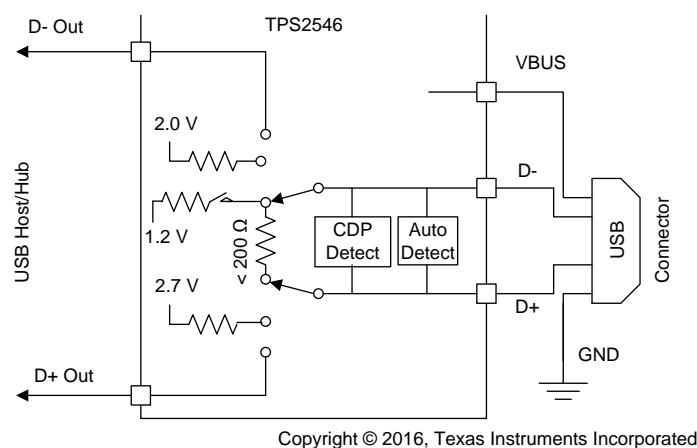 D- Out
TPS2546
VBUS
2.0 V
D-
1.2 V
< 200 Ω
CDP
Detect
Auto
Detect
USB
Connector
USB Host/Hub
2.7 V
D+
GND
D+ Out
Copyright © 2016, Texas Instruments Incorporated